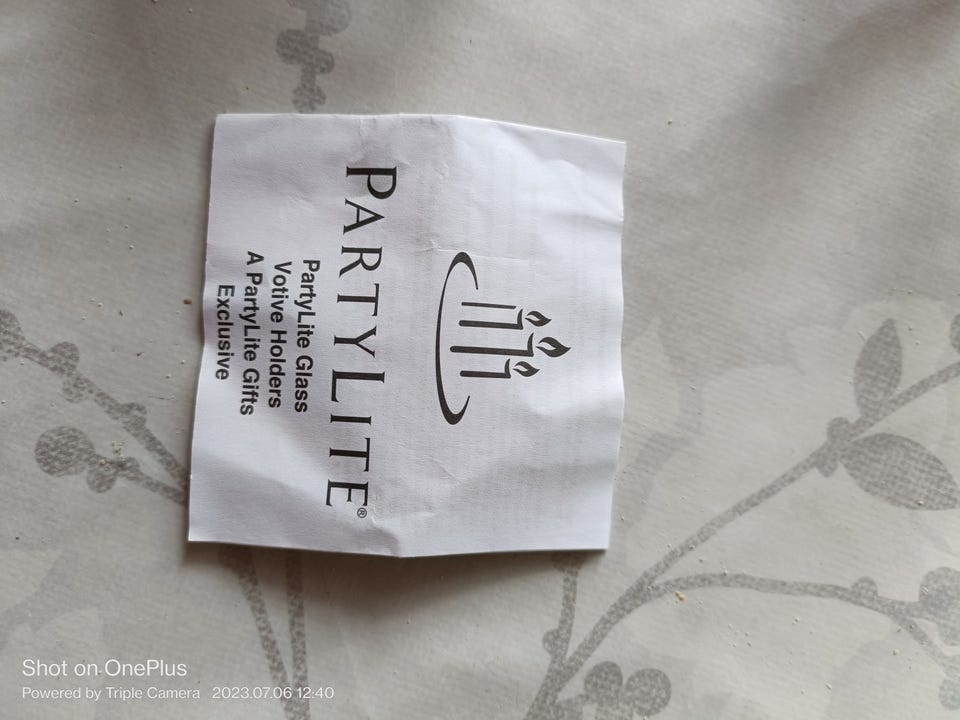 PARTYLITE®
PartyLite Glass
Votive Holders
A PartyLite Gifts
Exclusive
Shot on OnePlus
Powered by Triple Camera 2023.07.06 12:40